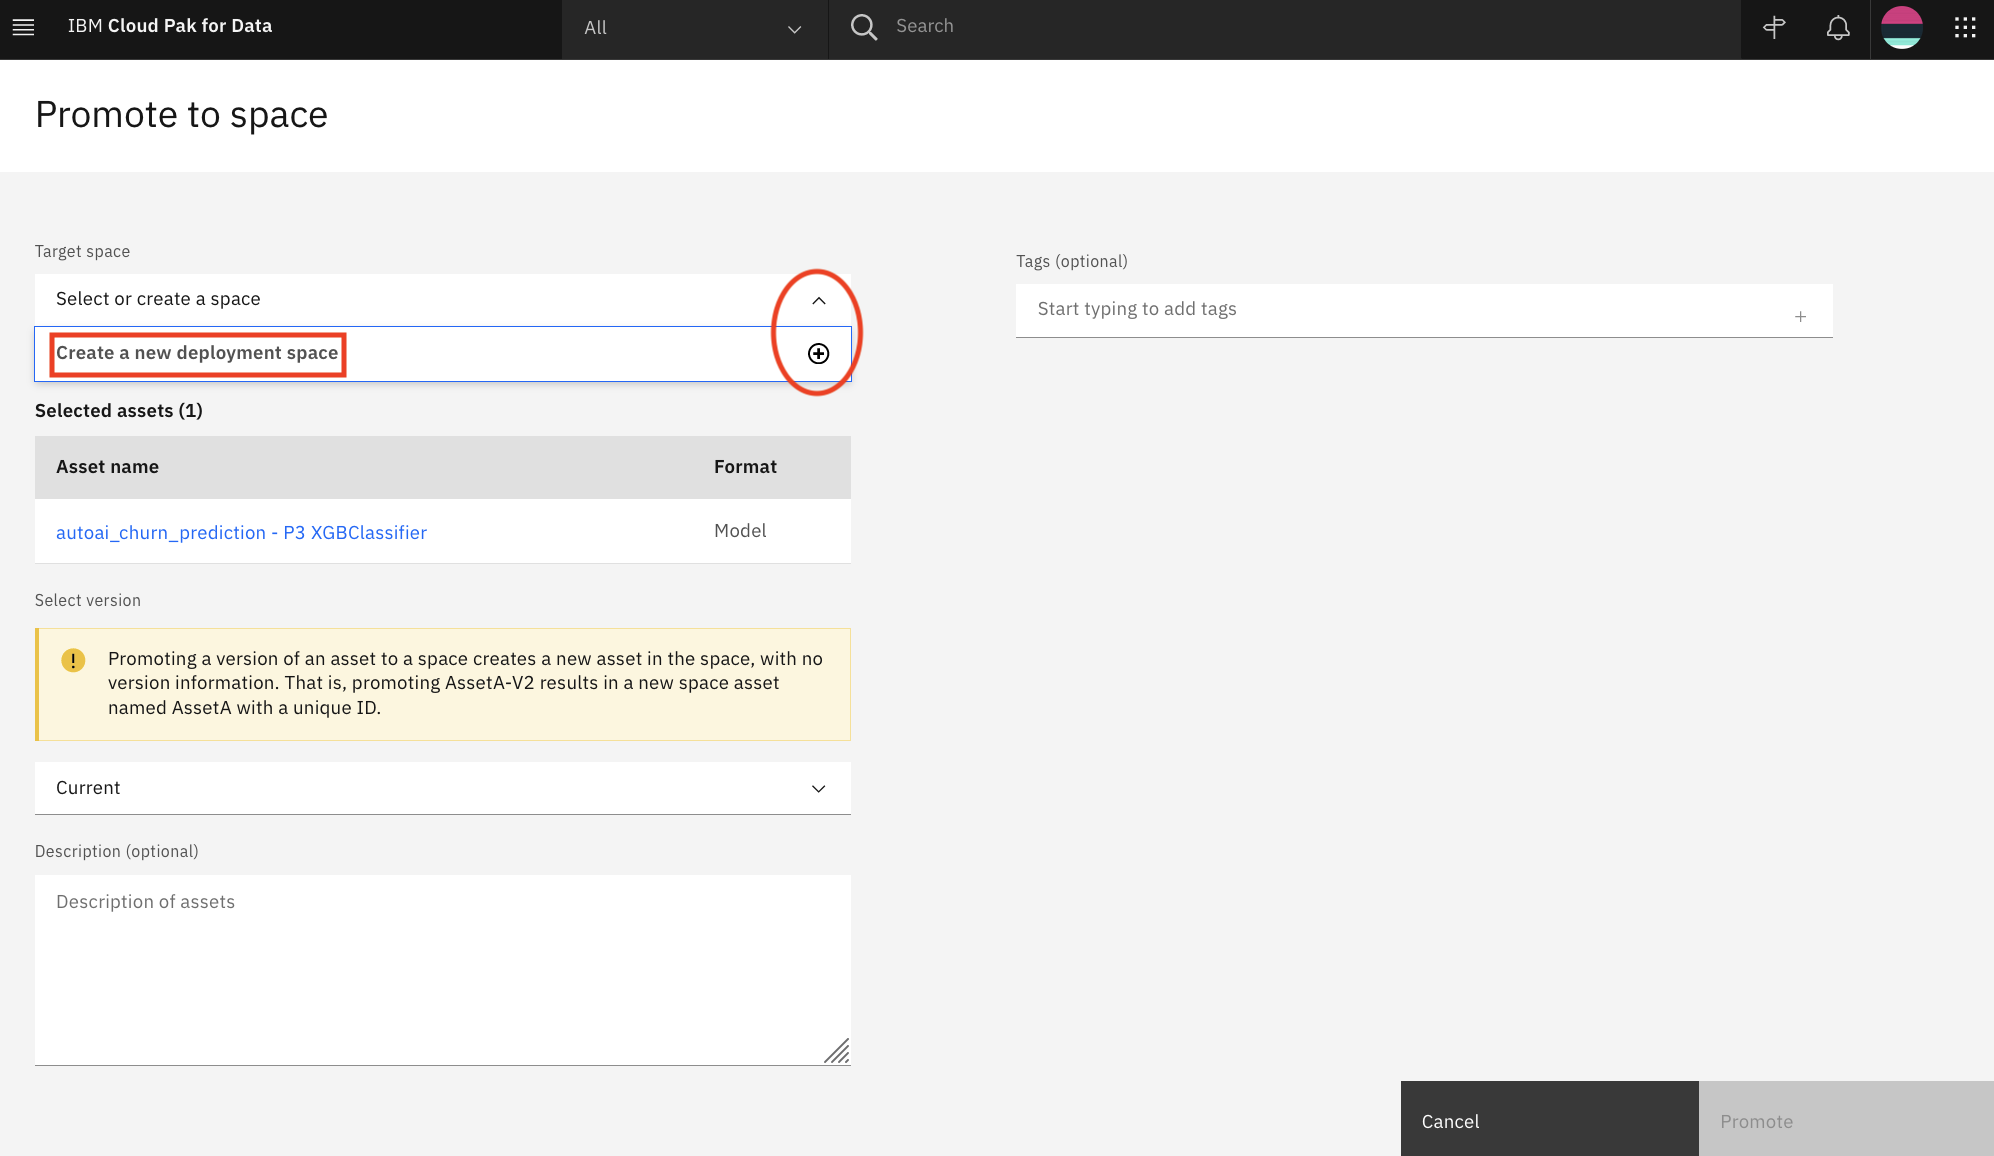 IBM Cloud Pak for Data
All
Search
Promote to space
Target space
Select or create a space
Create a new deployment space
Selected assets (1)
Asset name Format
autoai_churn_prediction - P3 XGBClassifier Model
Select version
Promoting a version of an asset to a space creates a new asset in the space, with no
version information. That is, promoting AssetA-V2 results in a new space asset
named AssetA with a unique ID.
Current
Description (optional)
Description of assets
Tags (optional)
Start typing to add tags
Cancel
Promote